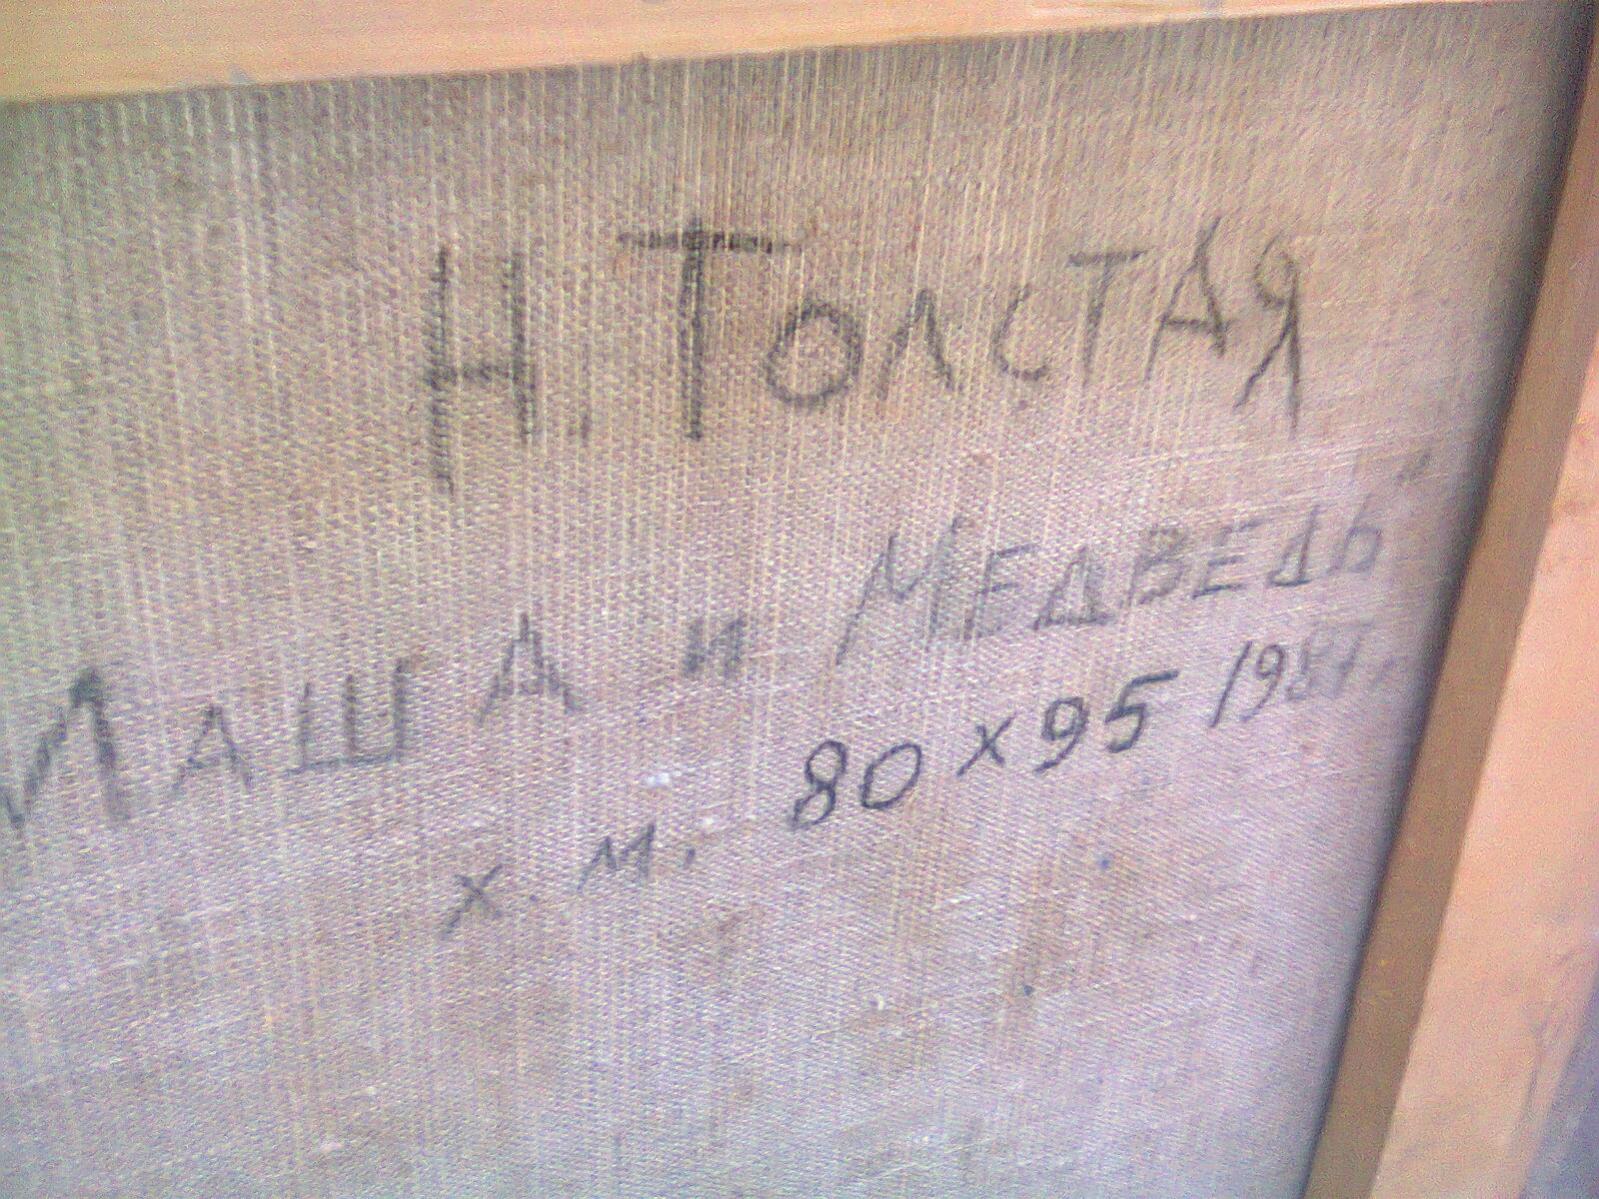 Н. Толстая
Маша и Медведь"
х. м. 80 х 95